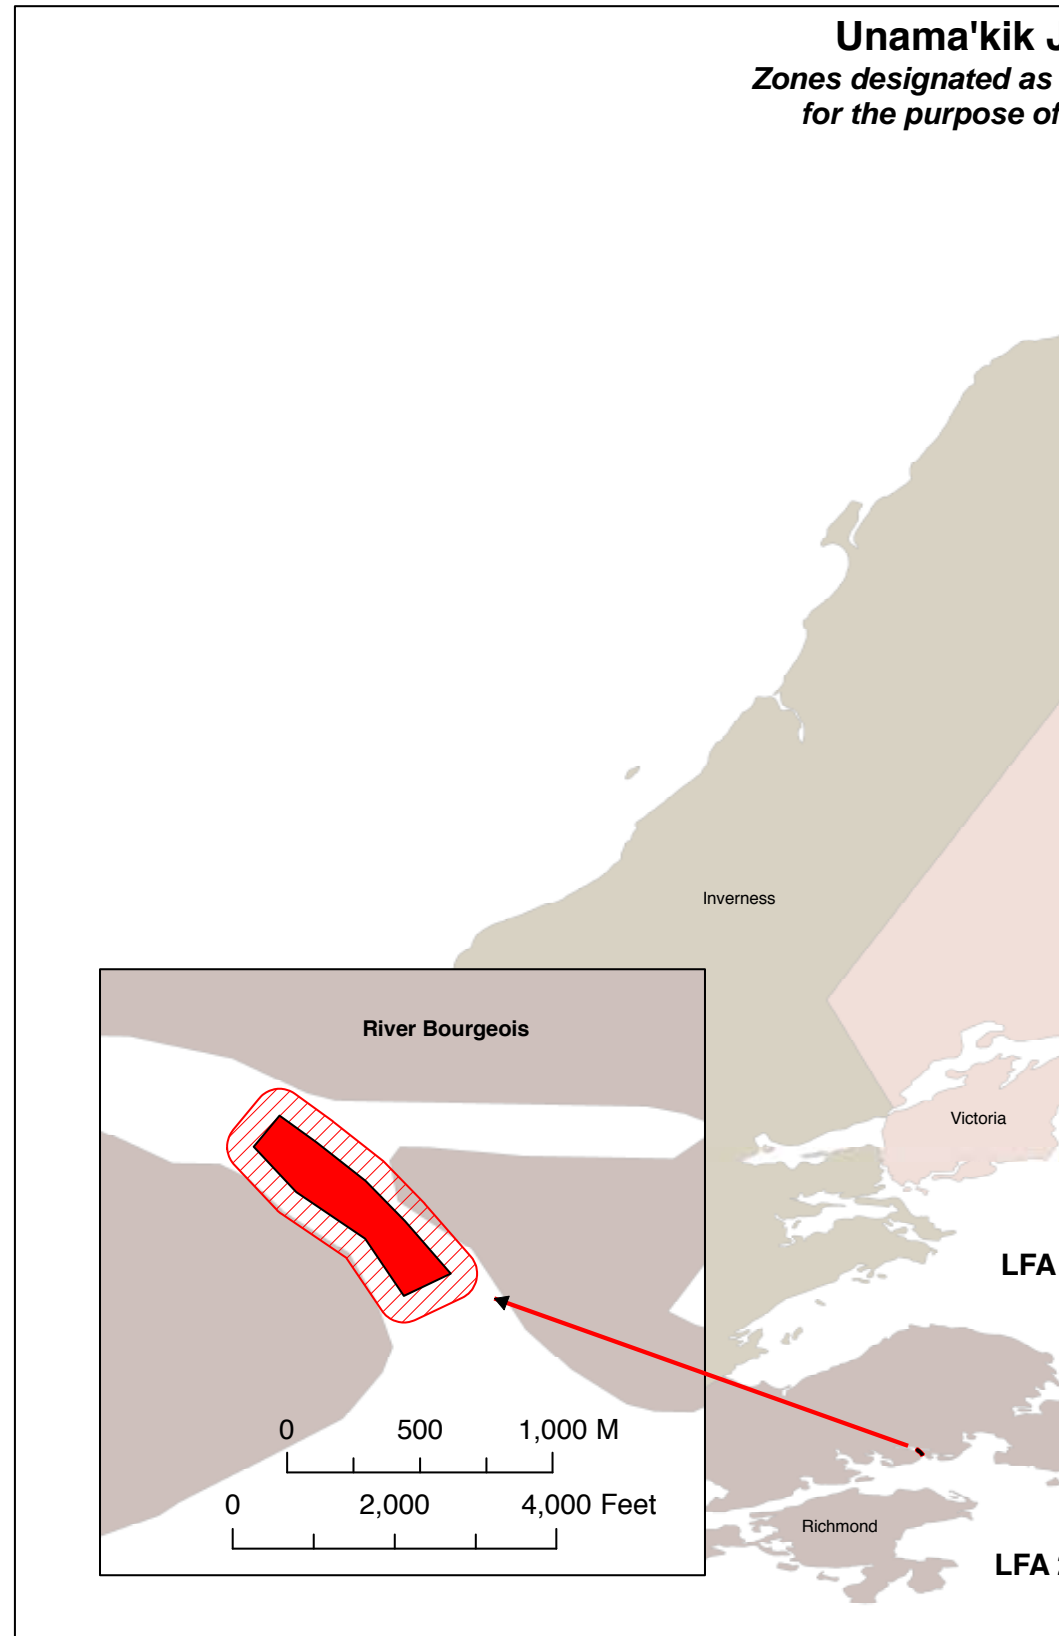 Unama'kik
Zones designated as
for the purpose of
Inverness
River Bourgeois
Victoria
LFA
0 500 1,000 M
0 2,000 4,000 Feet
Richmond
LFA